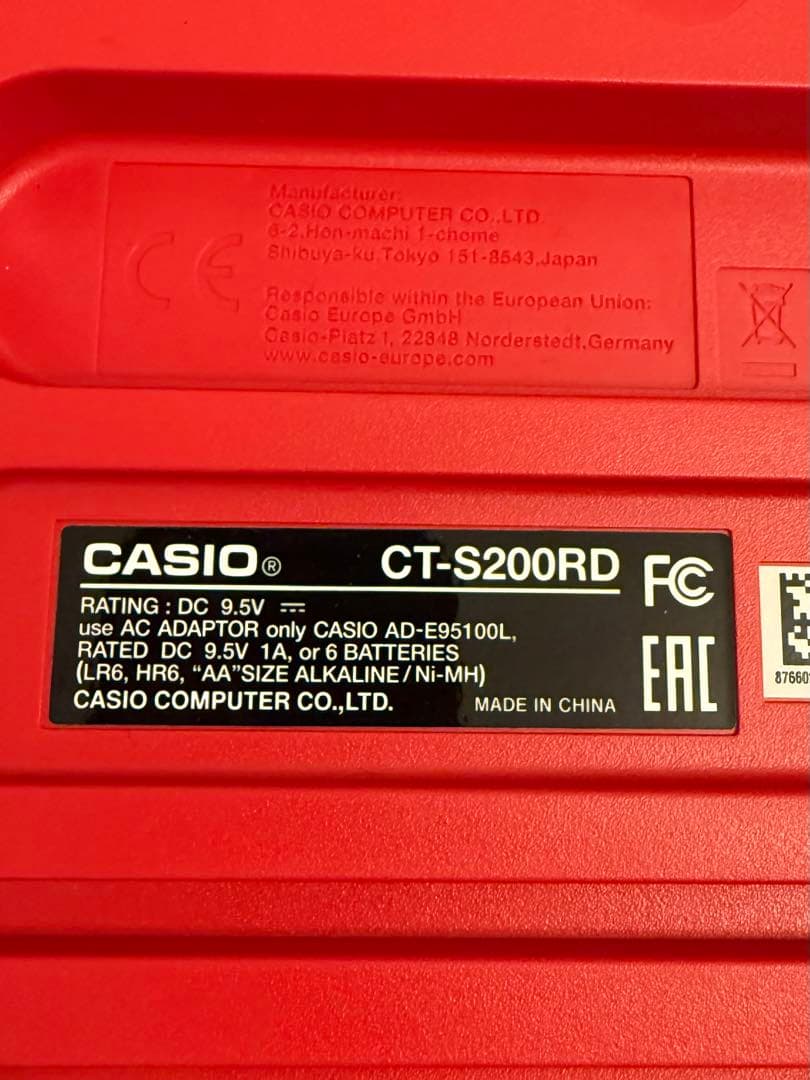 CE
Manufacturer:
CASIO COMPUTER CO.,LTD.
6-2,Hon-machi 1-chome
Shibuya-ku,Tokyo 151-8543,Japan
Responsible within the European Union:
Casio Europe GmbH
Casio-Platz 1, 22848 Norderstedt,Germany
www.casio-europe.com
CASIO® CT-S200RD FC
RATING : DC 9.5V ⎓
use AC ADAPTOR only CASIO AD-E95100L,
RATED DC 9.5V 1A, or 6 BATTERIES
(LR6, HR6, “AA”SIZE ALKALINE / Ni-MH)
CASIO COMPUTER CO.,LTD. MADE IN CHINA
EAC